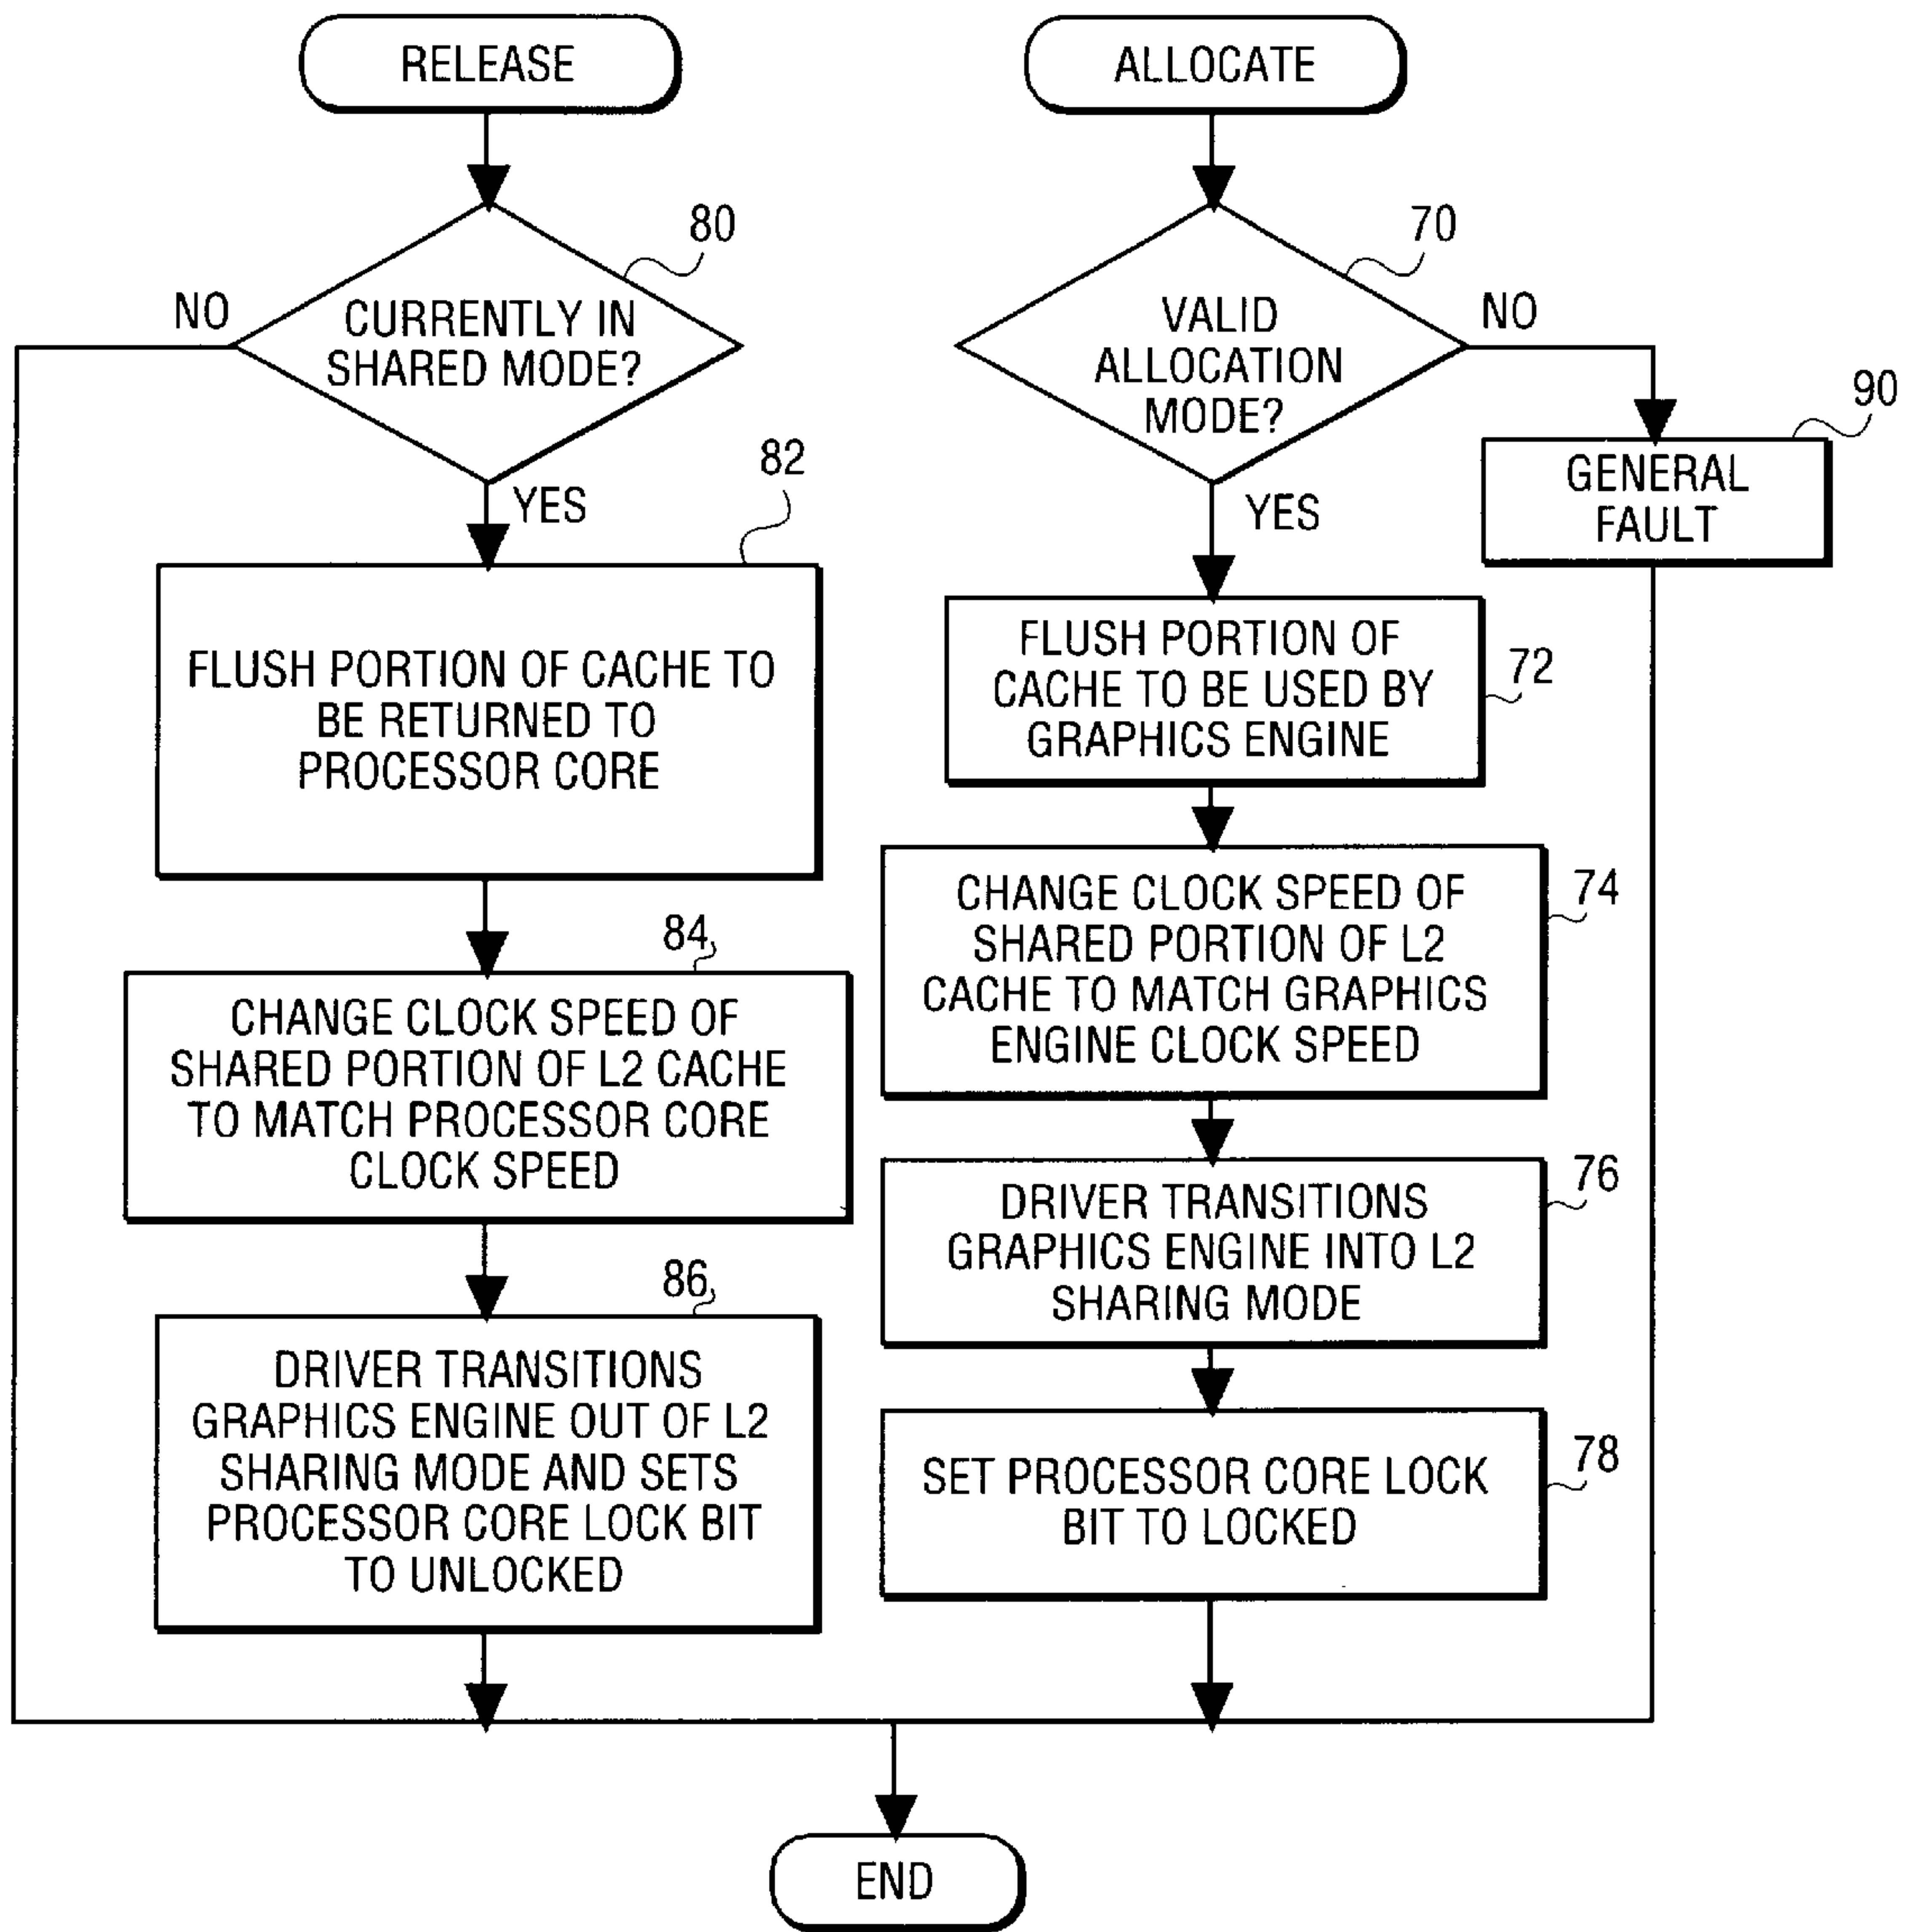 RELEASE
80
NO
CURRENTLY IN
SHARED MODE?
YES
82
FLUSH PORTION OF CACHE TO
BE RETURNED TO
PROCESSOR CORE
84
CHANGE CLOCK SPEED OF
SHARED PORTION OF L2 CACHE
TO MATCH PROCESSOR CORE
CLOCK SPEED
86
DRIVER TRANSITIONS
GRAPHICS ENGINE OUT OF L2
SHARING MODE AND SETS
PROCESSOR CORE LOCK BIT
TO UNLOCKED
ALLOCATE
70
VALID
ALLOCATION
MODE?
NO
90
GENERAL
FAULT
YES
FLUSH PORTION OF
CACHE TO BE USED BY
GRAPHICS ENGINE
72
CHANGE CLOCK SPEED OF
SHARED PORTION OF L2
CACHE TO MATCH GRAPHICS
ENGINE CLOCK SPEED
74
DRIVER TRANSITIONS
GRAPHICS ENGINE INTO L2
SHARING MODE
76
SET PROCESSOR CORE LOCK
BIT TO LOCKED
78
END